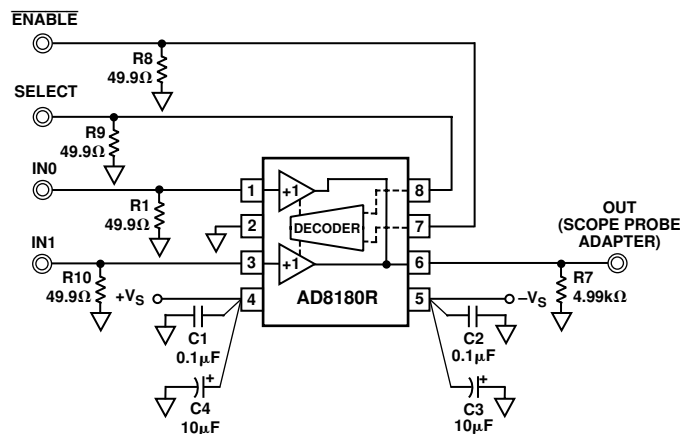 ENABLE
R8
49.9Ω
SELECT
R9
49.9Ω
IN0
R1
49.9Ω
IN1
R10
49.9Ω
1
2
3
4
5
6
7
8
+1
+1
DECODER
AD8180R
OUT
(SCOPE PROBE
ADAPTER)
R7
4.99kΩ
+VS
–VS
C1
0.1µF
C2
0.1µF
+
C4
10µF
+
C3
10µF